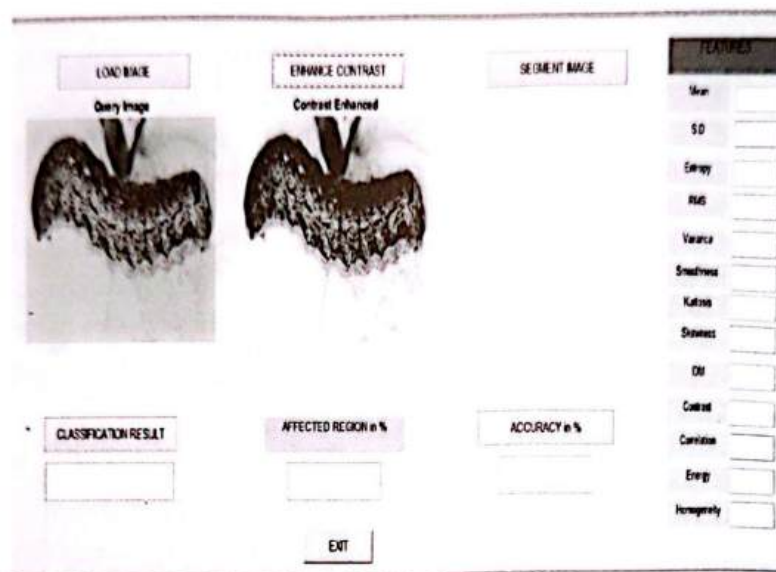 LOAD IMAGE
ENHANCE CONTRAST
SEGMENT IMAGE
Query Image
Contrast Enhanced
FEATURES
Mean
S.D
Entropy
RMS
Variance
Smoothness
Kurtosis
Skewness
IDM
Contrast
Correlation
Energy
Homogeneity
CLASSIFICATION RESULT
AFFECTED REGION in %
ACCURACY in %
EXIT